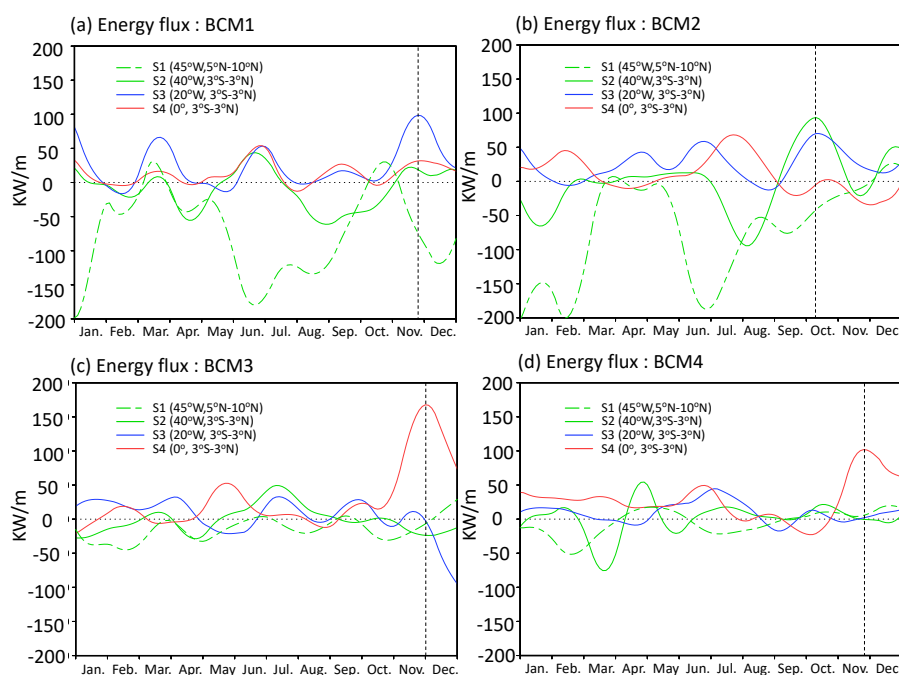 (a) Energy flux : BCM1
200
150
100
50
0
-50
-100
-150
-200
KW/m
S1 (45°W,5°N-10°N)
S2 (40°W,3°S-3°N)
S3 (20°W, 3°S-3°N)
S4 (0°, 3°S-3°N)
Jan. Feb. Mar. Apr. May Jun. Jul. Aug. Sep. Oct. Nov. Dec.
(b) Energy flux : BCM2
200
150
100
50
0
-50
-100
-150
-200
KW/m
S1 (45°W,5°N-10°N)
S2 (40°W,3°S-3°N)
S3 (20°W, 3°S-3°N)
S4 (0°, 3°S-3°N)
Jan. Feb. Mar. Apr. May Jun. Jul. Aug. Sep. Oct. Nov. Dec.
(c) Energy flux : BCM3
200
150
100
50
0
-50
-100
-150
-200
KW/m
S1 (45°W,5°N-10°N)
S2 (40°W,3°S-3°N)
S3 (20°W, 3°S-3°N)
S4 (0°, 3°S-3°N)
Jan. Feb. Mar. Apr. May Jun. Jul. Aug. Sep. Oct. Nov. Dec.
(d) Energy flux : BCM4
200
150
100
50
0
-50
-100
-150
-200
KW/m
S1 (45°W,5°N-10°N)
S2 (40°W,3°S-3°N)
S3 (20°W, 3°S-3°N)
S4 (0°, 3°S-3°N)
Jan. Feb. Mar. Apr. May Jun. Jul. Aug. Sep. Oct. Nov. Dec.